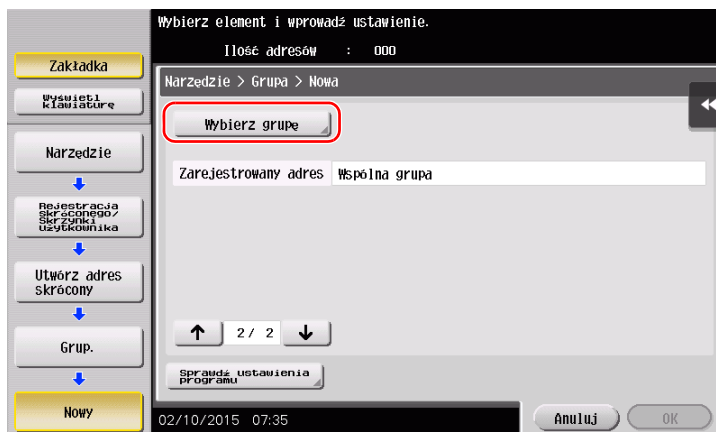 Wybierz element i wprowadź ustawienie.
Ilość adresów : 000
Zakładka
Wyświetl
klawiaturę
Narzędzie
Rejestracja
skróconego/
Skrzynki
użytkownika
Utwórz adres
skrócony
Grup.
Nowy
Narzędzie > Grupa > Nowa
Wybierz grupę
Zarejestrowany adres Wspólna grupa
2/ 2
Sprawdź ustawienia
programu
02/10/2015 07:35
Anuluj OK